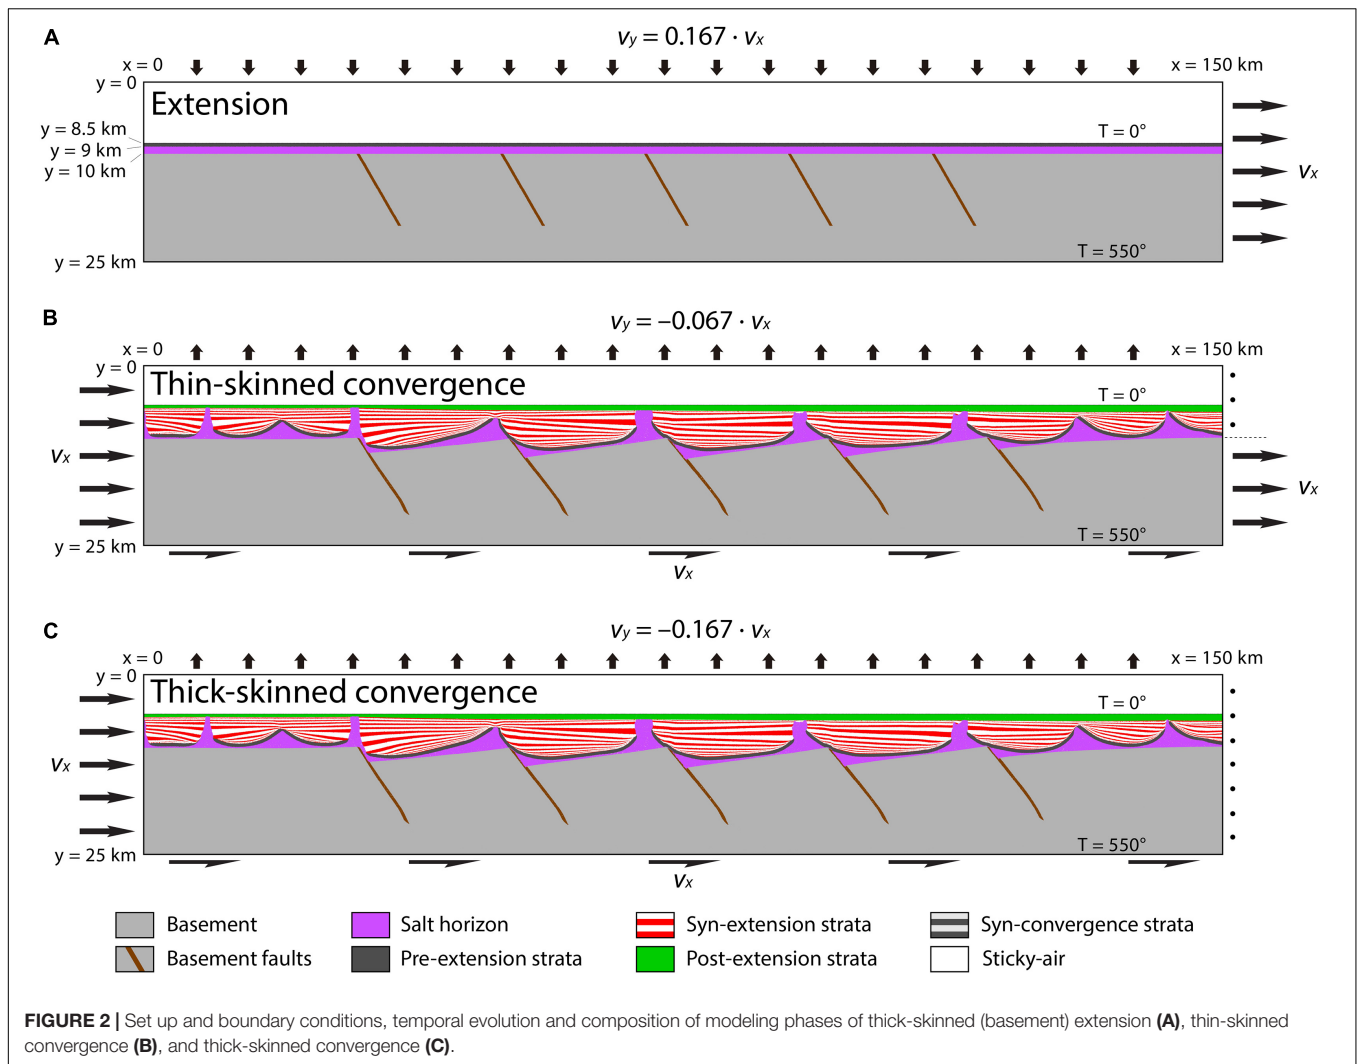 A
vy = 0.167 · vx
x = 0
x = 150 km
y = 0
Extension
y = 8.5 km
T = 0°
y = 9 km
y = 10 km
vx
T = 550°
y = 25 km
B
vy = –0.067 · vx
x = 0
x = 150 km
y = 0
Thin-skinned convergence
T = 0°
vx
vx
T = 550°
y = 25 km
vx
C
vy = –0.167 · vx
x = 0
x = 150 km
y = 0
Thick-skinned convergence
T = 0°
vx
T = 550°
y = 25 km
vx
Basement
Salt horizon
Syn-extension strata
Syn-convergence strata
Basement faults
Pre-extension strata
Post-extension strata
Sticky-air
FIGURE 2 | Set up and boundary conditions, temporal evolution and composition of modeling phases of thick-skinned (basement) extension (A), thin-skinned
convergence (B), and thick-skinned convergence (C).